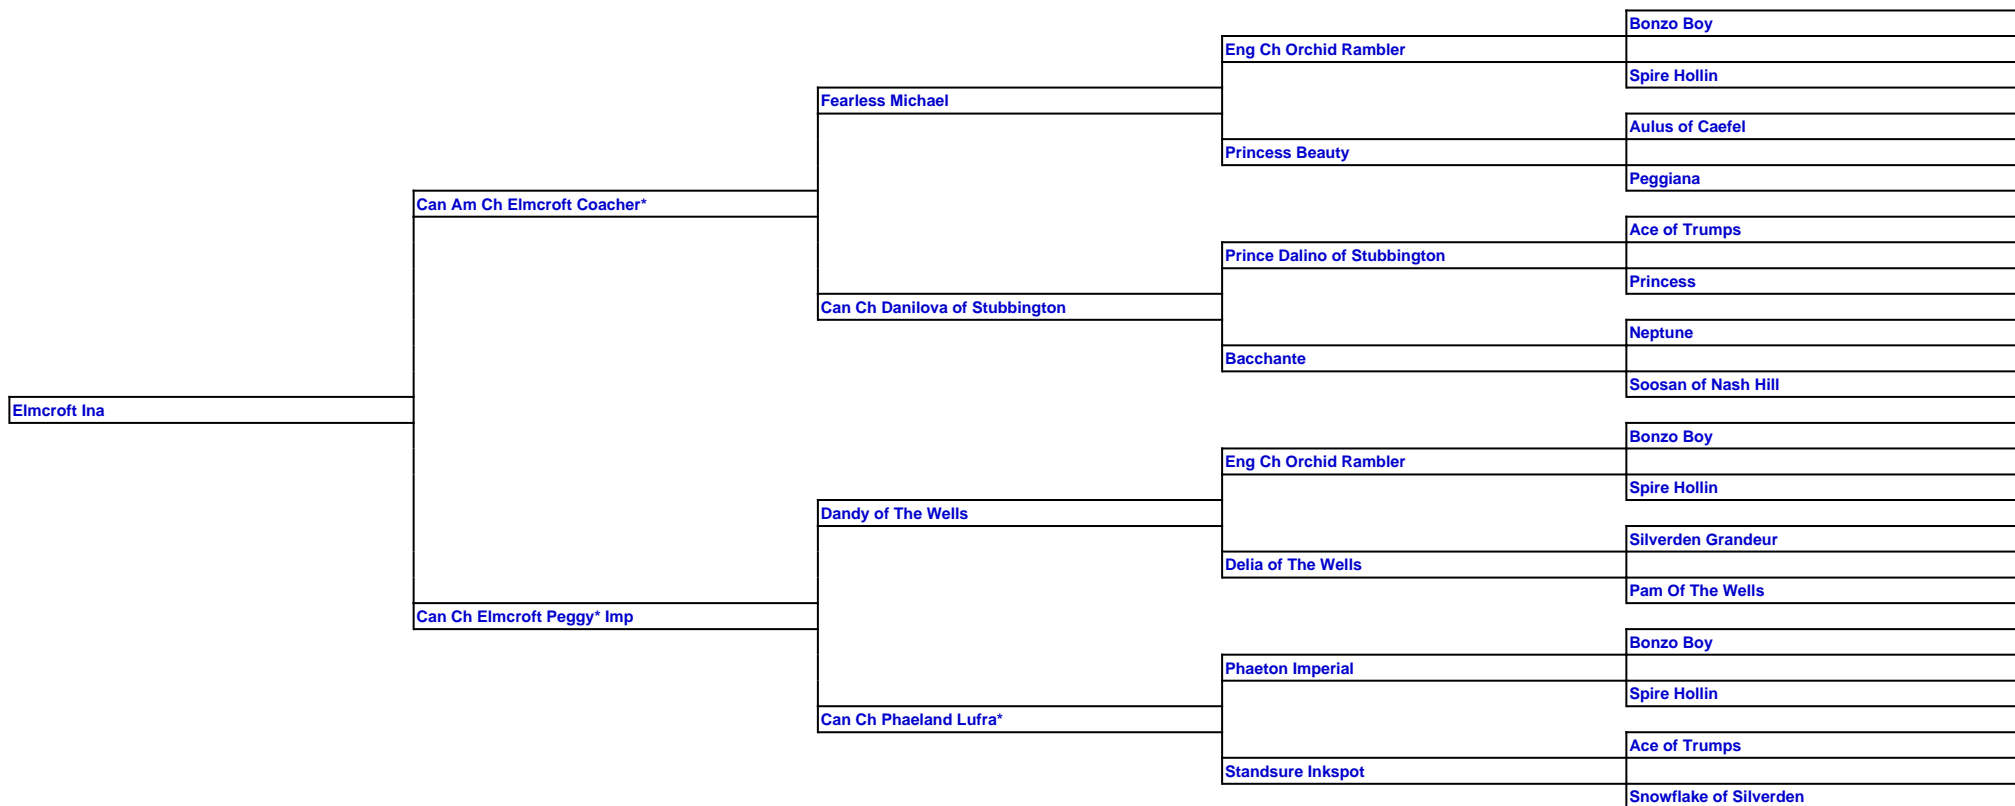 Bonzo Boy
Eng Ch Orchid Rambler
Spire Hollin
Fearless Michael
Aulus of Caefel
Princess Beauty
Peggiana
Can Am Ch Elmcroft Coacher*
Ace of Trumps
Prince Dalino of Stubbington
Princess
Can Ch Danilova of Stubbington
Neptune
Bacchante
Soosan of Nash Hill
Elmcroft Ina
Bonzo Boy
Eng Ch Orchid Rambler
Spire Hollin
Dandy of The Wells
Silverden Grandeur
Delia of The Wells
Pam Of The Wells
Can Ch Elmcroft Peggy* Imp
Bonzo Boy
Phaeton Imperial
Spire Hollin
Can Ch Phaeland Lufra*
Ace of Trumps
Standsure Inkspot
Snowflake of Silverden